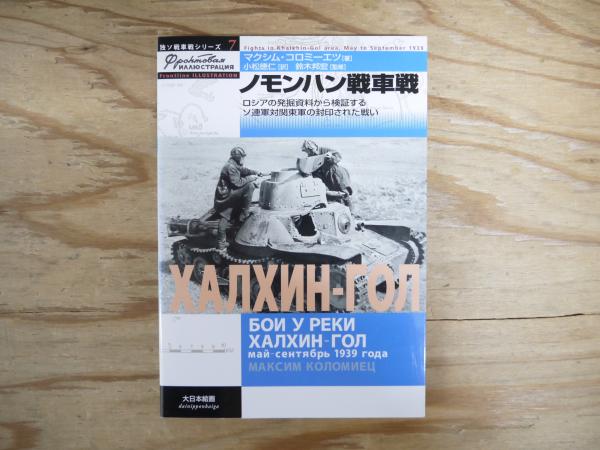 独ソ戦車戦シリーズ 7
Fights in Khalkhin-Gol area, May to September 1939
Фронтовая
ИЛЛЮСТРАЦИЯ
Frontline ILLUSTRATION
マクシム・コロミーエツ[著]
小松徳仁[訳] 鈴木邦宏[監修]
ノモンハン戦車戦
ロシアの発掘資料から検証する
ソ連軍対関東軍の封印された戦い
ХАЛХИН-ГОЛ
БОИ У РЕКИ
ХАЛХИН-ГОЛ
май-сентябрь 1939 года
МАКСИМ КОЛОМИЕЦ
大日本絵画
dainippenkaiga